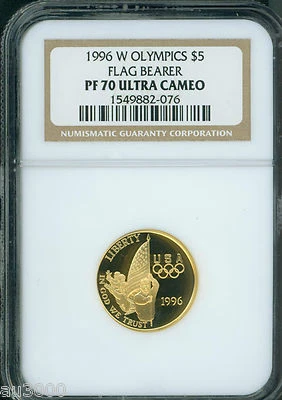 1996 W OLYMPICS $5
FLAG BEARER
PF 70 ULTRA CAMEO
1549882-076
NUMISMATIC GUARANTY CORPORATION
LIBERTY
USA
1996
IN GOD WE TRUST
au3000